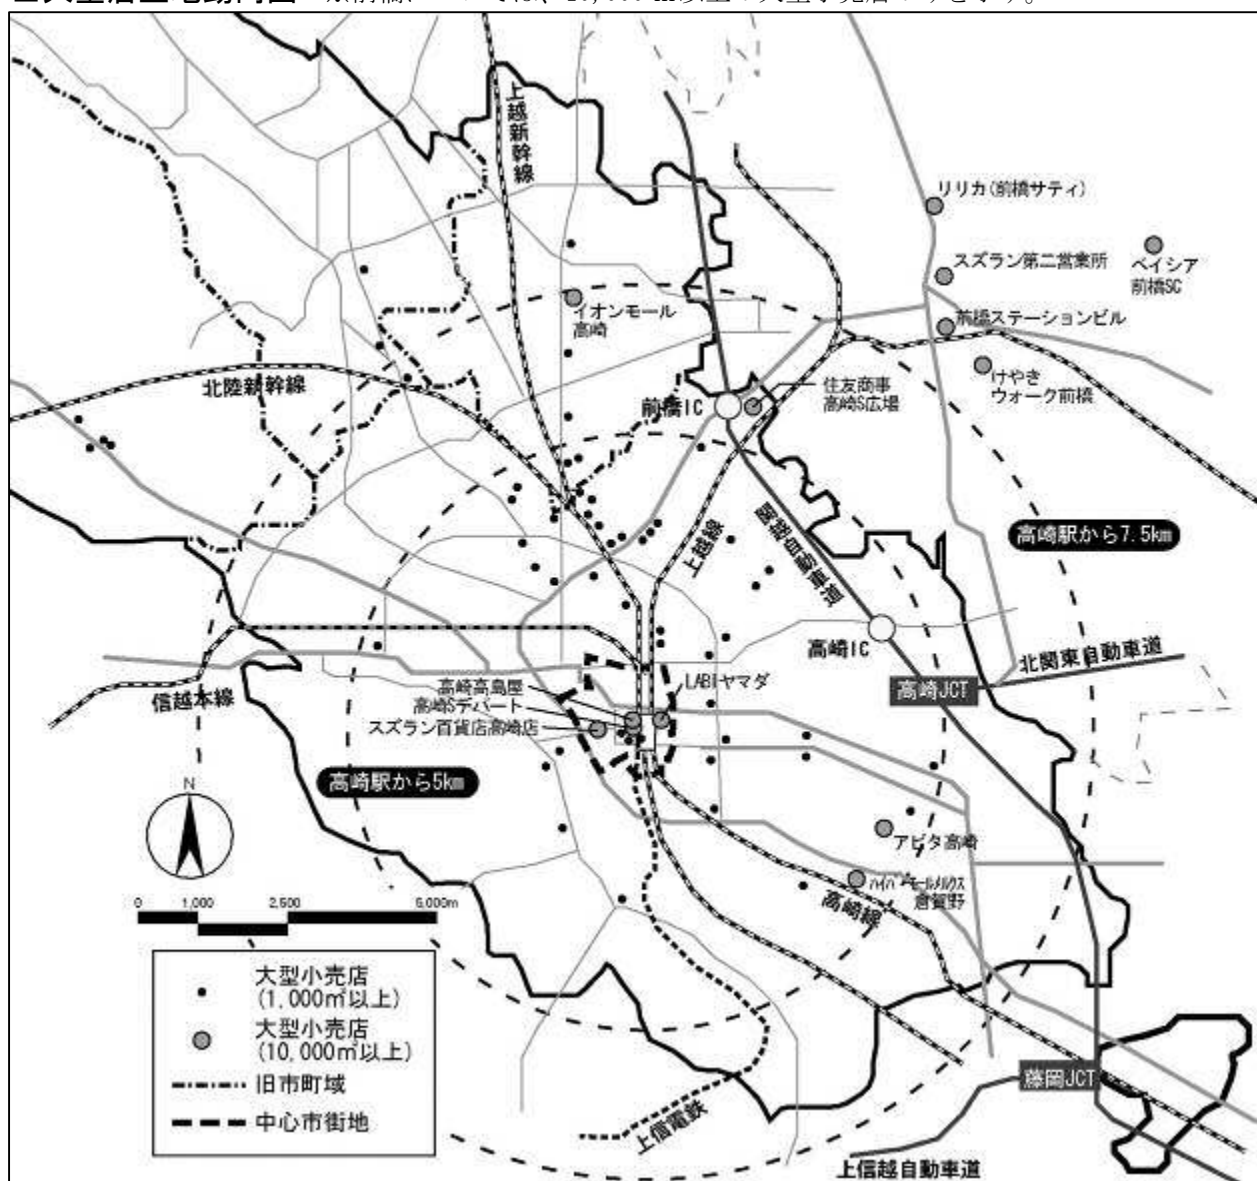 上越新幹線
リリカ(前橋サティ)
スズラン第二営業所
ベイシア
前橋SC
イオンモール
高崎
前橋ステーションビル
けやき
ウォーク前橋
北陸新幹線
前橋IC
住友商事
高崎S広場
上越線
関越自動車道
高崎駅から7.5km
高崎IC
北関東自動車道
高崎JCT
信越本線
高崎高島屋
高崎Sデパート
スズラン百貨店高崎店
LABIヤマダ
高崎駅から5km
N
アピタ高崎
ハイパーモールメルクス
倉賀野
高崎線
0 1,000 2,500 5,000m
大型小売店
(1,000㎡以上)
大型小売店
(10,000㎡以上)
旧市町域
中心市街地
上信電鉄
藤岡JCT
上信越自動車道